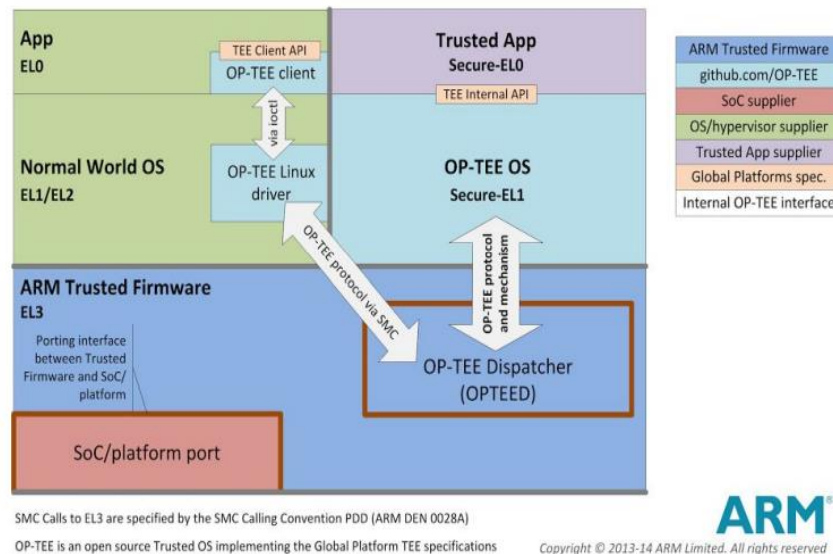 App
EL0
TEE Client API
OP-TEE client
via ioctl
Trusted App
Secure-EL0
TEE Internal API
Normal World OS
EL1/EL2
OP-TEE Linux
driver
OP-TEE OS
Secure-EL1
OP-TEE protocol via SMC
OP-TEE protocol
and mechanism
ARM Trusted Firmware
EL3
Porting interface
between Trusted
Firmware and SoC/
platform
OP-TEE Dispatcher
(OPTEED)
SoC/platform port
ARM Trusted Firmware
github.com/OP-TEE
SoC supplier
OS/hypervisor supplier
Trusted App supplier
Global Platforms spec.
Internal OP-TEE interface
SMC Calls to EL3 are specified by the SMC Calling Convention PDD (ARM DEN 0028A)
OP-TEE is an open source Trusted OS implementing the Global Platform TEE specifications
ARM®
Copyright © 2013-14 ARM Limited. All rights reserved